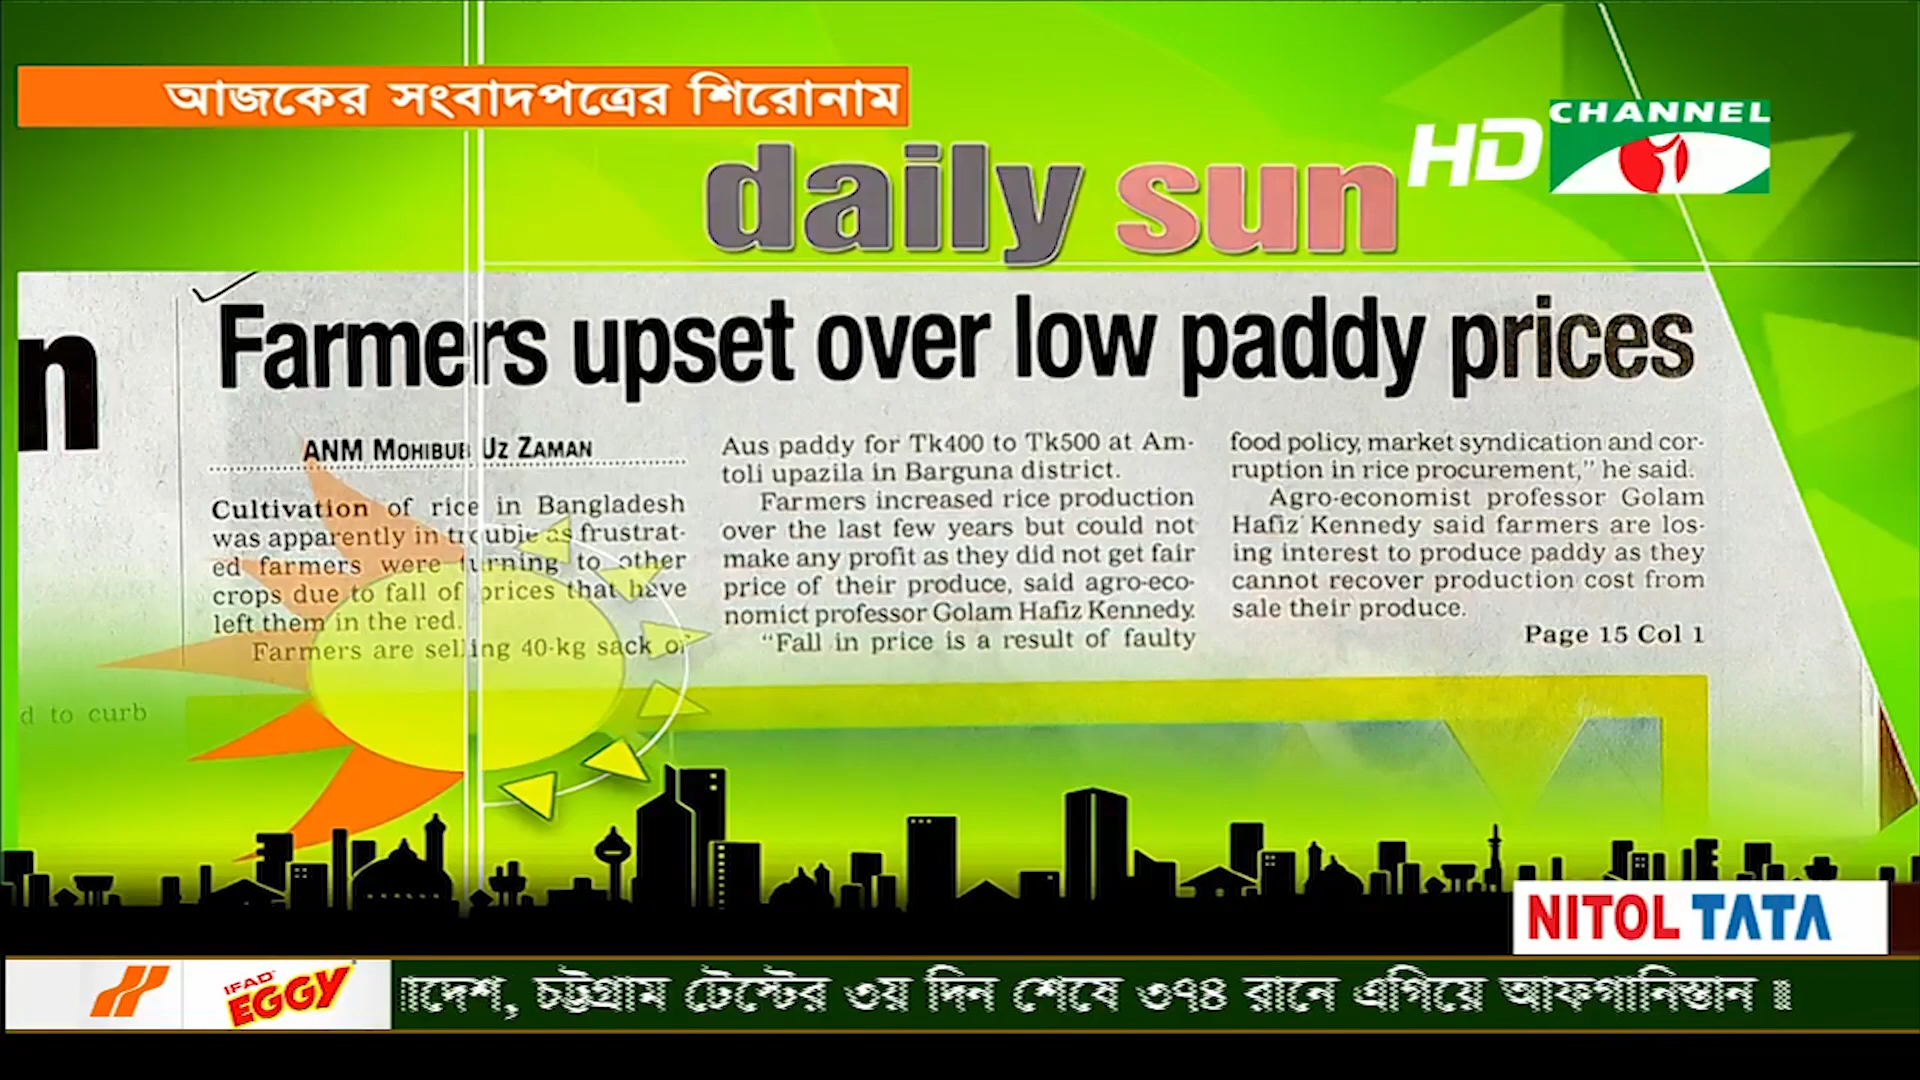 আজকের সংবাদপত্রের শিরোনাম
HD CHANNEL
daily sun
n
Farmers upset over low paddy prices
ANM MOHIBUB UZ ZAMAN
Cultivation of rice in Bangladesh
was apparently in trouble as frustrat-
ed farmers were turning to other
crops due to fall of prices that have
left them in the red.
Farmers are selling 40-kg sack of
Aus paddy for Tk400 to Tk500 at Am-
toli upazila in Barguna district.
Farmers increased rice production
over the last few years but could not
make any profit as they did not get fair
price of their produce, said agro-eco-
nomict professor Golam Hafiz Kennedy.
"Fall in price is a result of faulty
food policy, market syndication and cor-
ruption in rice procurement," he said.
Agro-economist professor Golam
Hafiz Kennedy said farmers are los-
ing interest to produce paddy as they
cannot recover production cost from
sale their produce.
Page 15 Col 1
d to curb
NITOL TATA
IFAD
EGGY
াদেশ, চট্টগ্রাম টেস্টের ৩য় দিন শেষে ৩৭৪ রানে এগিয়ে আফগানিস্তান ॥